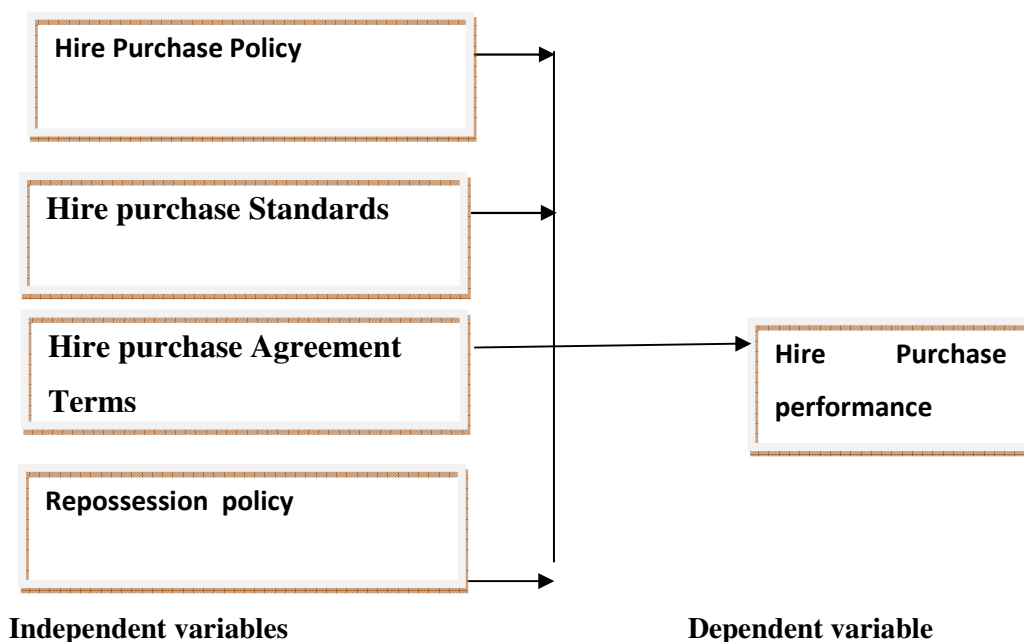 Hire Purchase Policy
Hire purchase Standards
Hire purchase Agreement
Terms
Hire Purchase
performance
Repossession policy
Independent variables
Dependent variable